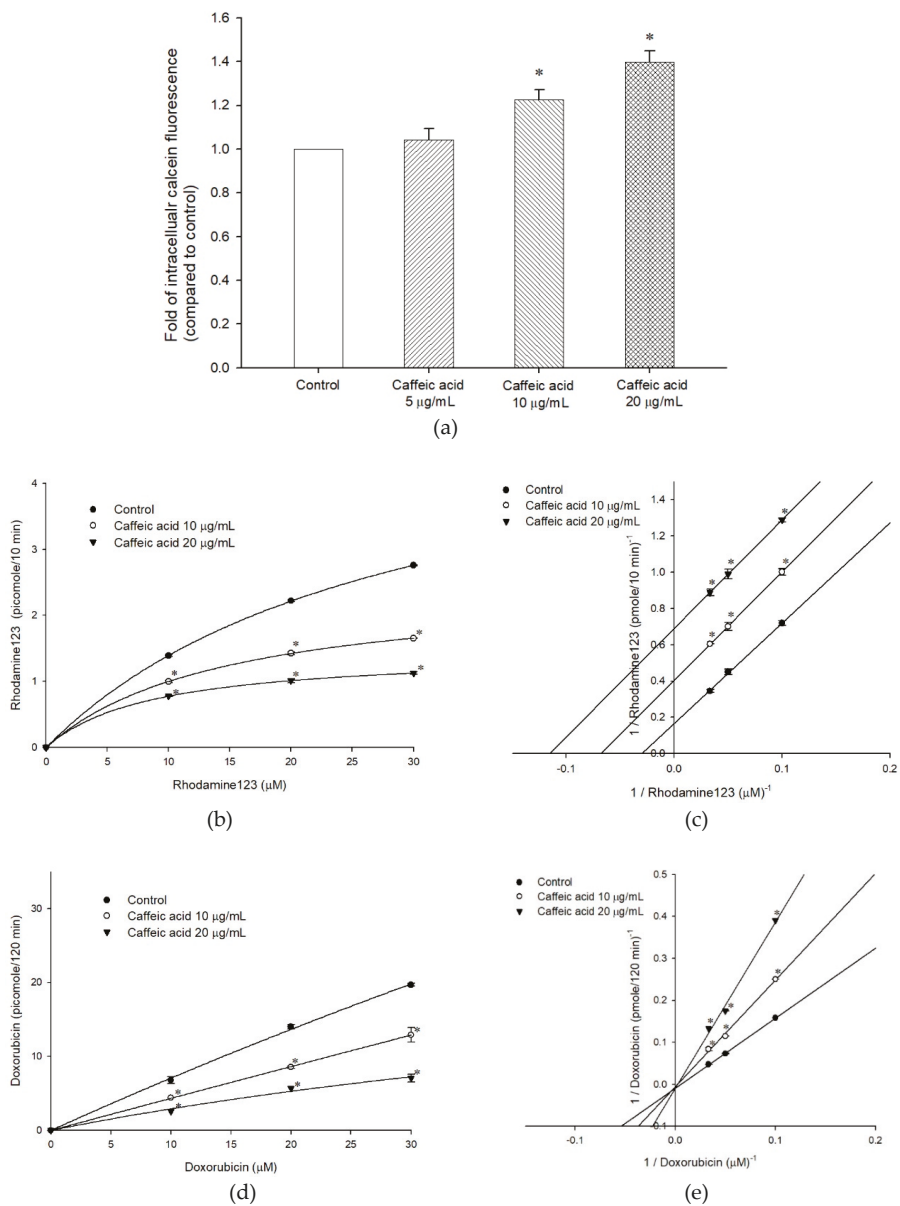 Fold of intracellualr calcein fluorescence
(compared to control)
1.6
1.4
1.2
1.0
0.8
0.6
0.4
0.2
0.0
*
*
Control
Caffeic acid
5 μg/mL
Caffeic acid
10 μg/mL
Caffeic acid
20 μg/mL
(a)
Rhodamine123 (picomole/10 min)
4
3
2
1
0
Control
Caffeic acid 10 μg/mL
Caffeic acid 20 μg/mL
*
*
*
*
*
*
0 5 10 15 20 25 30
Rhodamine123 (μM)
(b)
Control
Caffeic acid 10 μg/mL
Caffeic acid 20 μg/mL
1 / Rhodamine123 (pmole/10 min)-1
1.4
1.2
1.0
0.8
0.6
0.4
0.2
0.0
*
*
*
*
*
*
-0.1 0.0 0.1 0.2
1 / Rhodamine123 (μM)-1
(c)
Doxorubicin (picomole/120 min)
30
20
10
0
Control
Caffeic acid 10 μg/mL
Caffeic acid 20 μg/mL
*
*
*
*
*
*
0 5 10 15 20 25 30
Doxorubicin (μM)
(d)
Control
Caffeic acid 10 μg/mL
Caffeic acid 20 μg/mL
1 / Doxorubicin (pmole/120 min)-1
0.5
0.4
0.3
0.2
0.1
0.0
-0.1
*
*
*
*
*
*
-0.1 0.0 0.1 0.2
1 / Doxorubicin (μM)-1
(e)